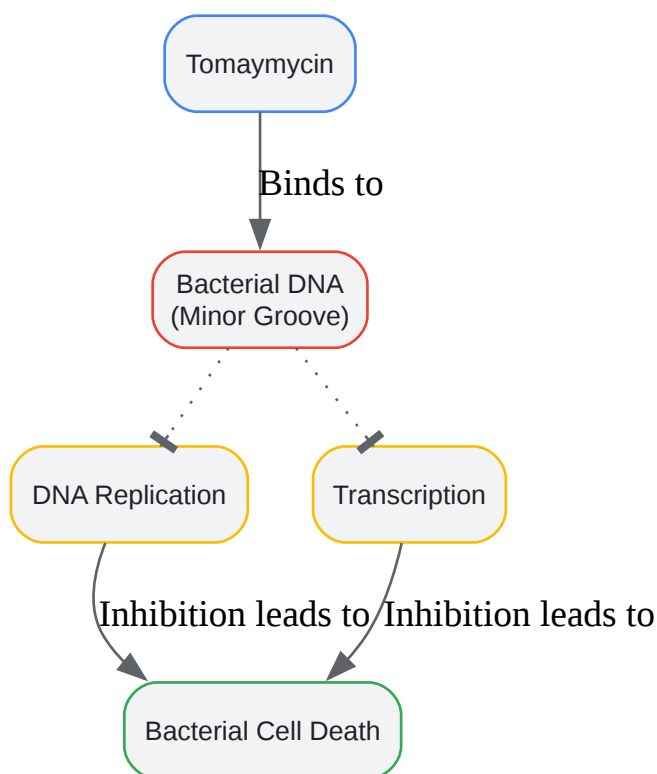 Tomaymycin
Binds to
Bacterial DNA
(Minor Groove)
DNA Replication
Transcription
Inhibition leads to
Inhibition leads to
Bacterial Cell Death